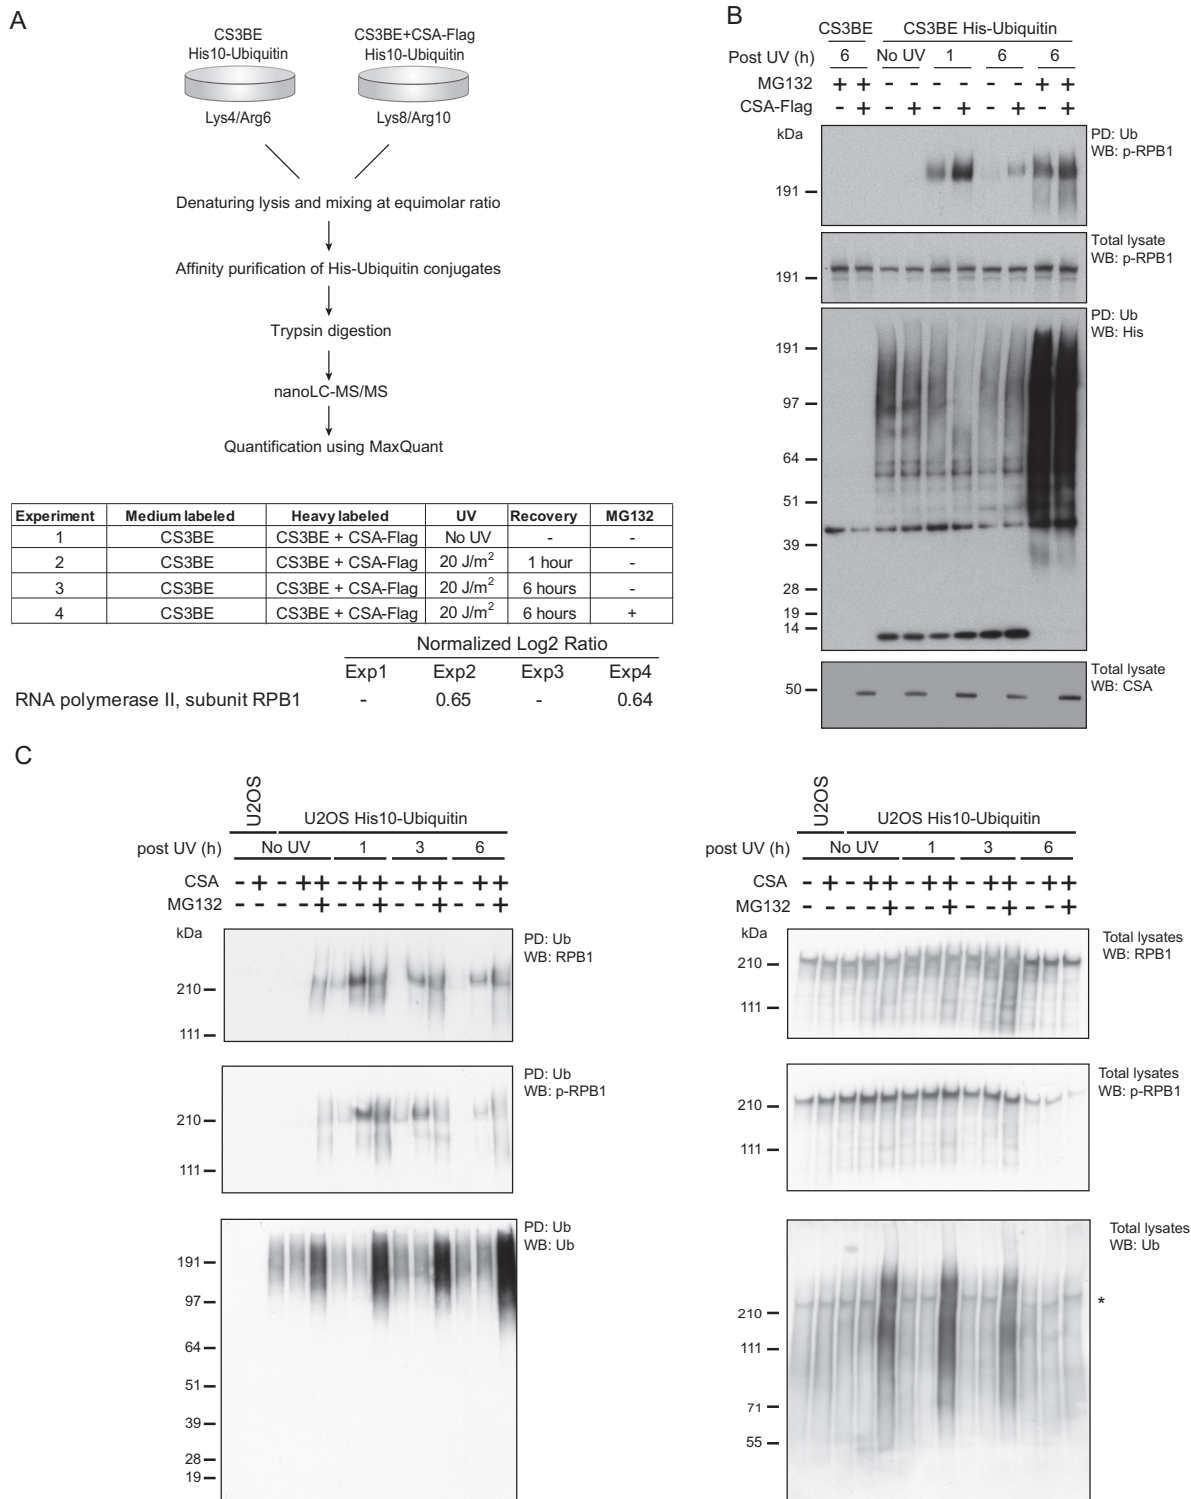 A
CS3BE
His10-Ubiquitin
CS3BE+CSA-Flag
His10-Ubiquitin
Lys4/Arg6
Lys8/Arg10
Denaturing lysis and mixing at equimolar ratio
Affinity purification of His-Ubiquitin conjugates
Trypsin digestion
nanoLC-MS/MS
Quantification using MaxQuant
Experiment Medium labeled Heavy labeled UV Recovery MG132
1 CS3BE CS3BE + CSA-Flag No UV - -
2 CS3BE CS3BE + CSA-Flag 20 J/m² 1 hour -
3 CS3BE CS3BE + CSA-Flag 20 J/m² 6 hours -
4 CS3BE CS3BE + CSA-Flag 20 J/m² 6 hours +
Normalized Log2 Ratio
Exp1 Exp2 Exp3 Exp4
RNA polymerase II, subunit RPB1 - 0.65 - 0.64
B
CS3BE CS3BE His-Ubiquitin
Post UV (h) 6 No UV 1 6 6
MG132 + + - - - - - - + +
CSA-Flag - + - + - + - + - +
kDa
191
PD: Ub
WB: p-RPB1
191
Total lysate
WB: p-RPB1
191
97
64
51
39
28
19
14
PD: Ub
WB: His
50
Total lysate
WB: CSA
C
U2OS
U2OS His10-Ubiquitin
post UV (h) No UV 1 3 6
CSA - + - + + - + + - + + - + +
MG132 - - - - + - - + - - + - - +
kDa
210
111
PD: Ub
WB: RPB1
210
111
PD: Ub
WB: p-RPB1
191
97
64
51
39
28
19
PD: Ub
WB: Ub
U2OS
U2OS His10-Ubiquitin
post UV (h) No UV 1 3 6
CSA - + - + + - + + - + + - + +
MG132 - - - - + - - + - - + - - +
kDa
210
111
Total lysates
WB: RPB1
210
111
Total lysates
WB: p-RPB1
210
111
71
55
Total lysates
WB: Ub
*